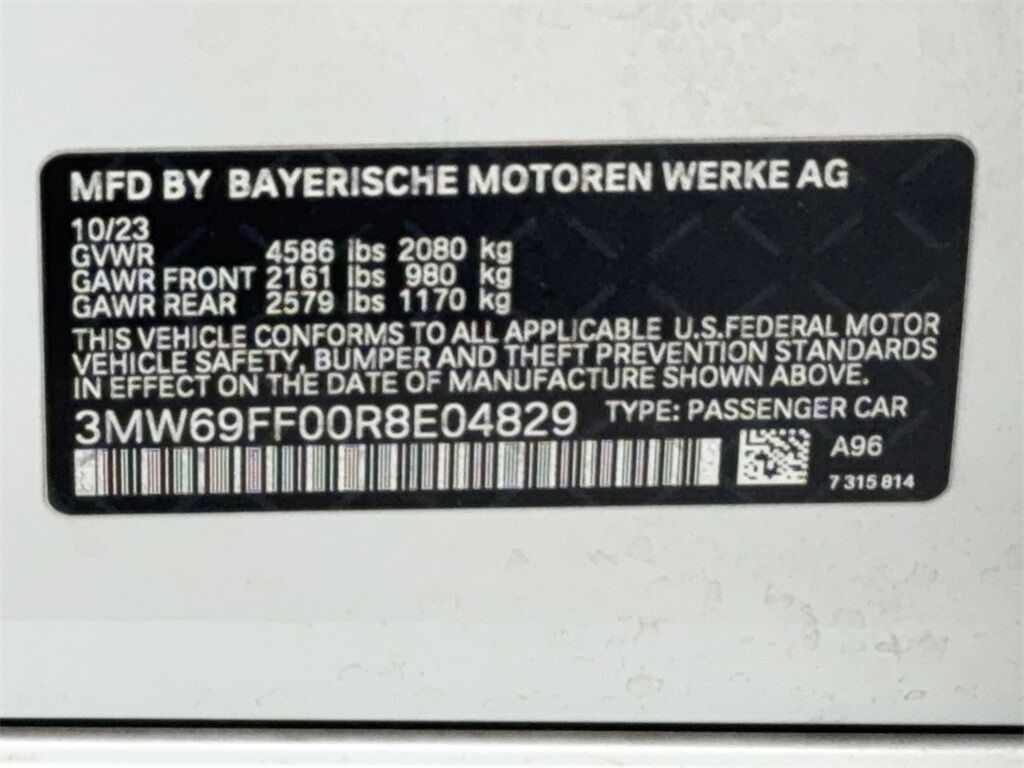 MFD BY BAYERISCHE MOTOREN WERKE AG
10/23
GVWR 4586 lbs 2080 kg
GAWR FRONT 2161 lbs 980 kg
GAWR REAR 2579 lbs 1170 kg
THIS VEHICLE CONFORMS TO ALL APPLICABLE U.S.FEDERAL MOTOR
VEHICLE SAFETY, BUMPER AND THEFT PREVENTION STANDARDS
IN EFFECT ON THE DATE OF MANUFACTURE SHOWN ABOVE.
3MW69FF00R8E04829 TYPE: PASSENGER CAR
A96
7 315 814